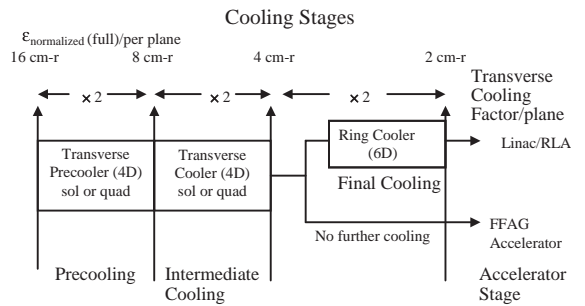 Cooling Stages
εnormalized (full)/per plane
16 cm-r 8 cm-r 4 cm-r 2 cm-r
× 2 × 2 × 2
Transverse
Cooling
Factor/plane
Transverse
Precooler (4D)
sol or quad
Transverse
Cooler (4D)
sol or quad
Ring Cooler
(6D)
Linac/RLA
Final Cooling
No further cooling
FFAG
Accelerator
Precooling
Intermediate
Cooling
Accelerator
Stage